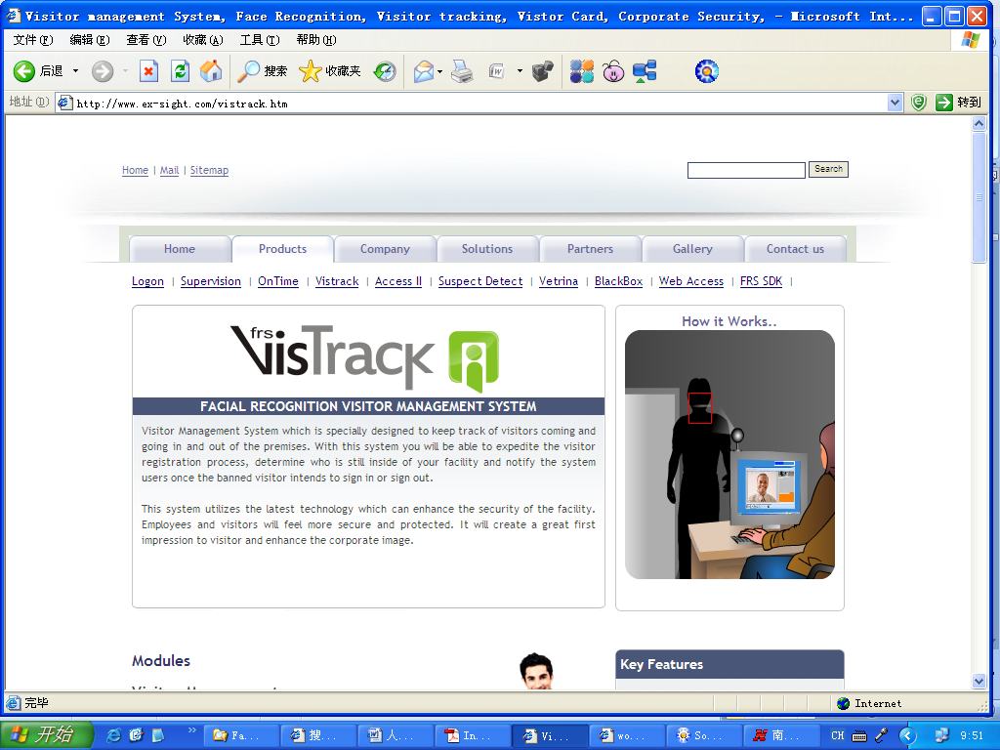 Visitor management System, Face Recognition, Visitor tracking, Vistor Card, Corporate Security, - Microsoft Int...
文件(F) 编辑(E) 查看(V) 收藏(A) 工具(T) 帮助(H)
后退 搜索 收藏夹
地址(D) http://www.ex-sight.com/vistrack.htm 转到
Home | Mail | Sitemap Search
Home Products Company Solutions Partners Gallery Contact us
Logon | Supervision | OnTime | Vistrack | Access II | Suspect Detect | Vetrina | BlackBox | Web Access | FRS SDK |
frs
VisTrack
FACIAL RECOGNITION VISITOR MANAGEMENT SYSTEM
Visitor Management System which is specially designed to keep track of visitors coming and
going in and out of the premises. With this system you will be able to expedite the visitor
registration process, determine who is still inside of your facility and notify the system
users once the banned visitor intends to sign in or sign out.
This system utilizes the latest technology which can enhance the security of the facility.
Employees and visitors will feel more secure and protected. It will create a great first
impression to visitor and enhance the corporate image.
How it Works..
Modules
Key Features
完毕 Internet
开始 Fa... 搜... 人... In... Vi... wo... So... 南... CH 9:51